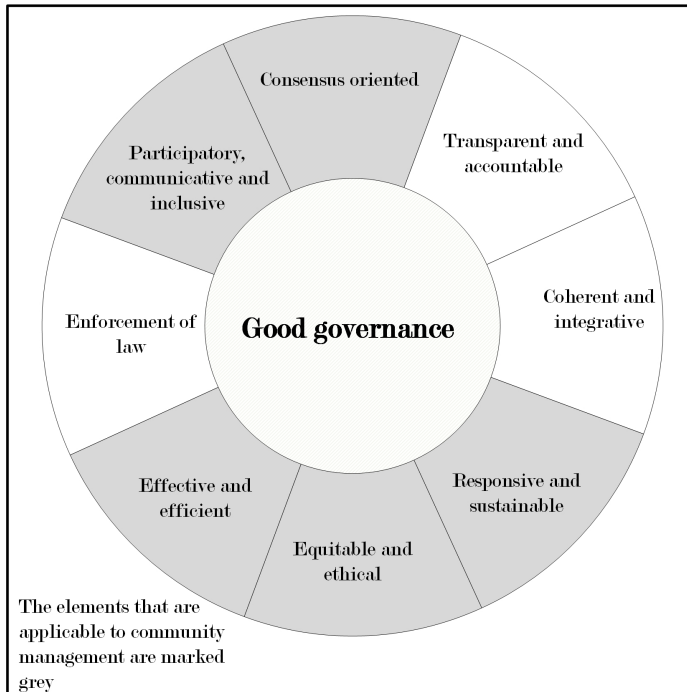 Consensus oriented
Transparent and
accountable
Participatory,
communicative and
inclusive
Coherent and
integrative
Enforcement of
law
Good governance
Responsive and
sustainable
Effective and
efficient
Equitable and
ethical
The elements that are
applicable to community
management are marked
grey